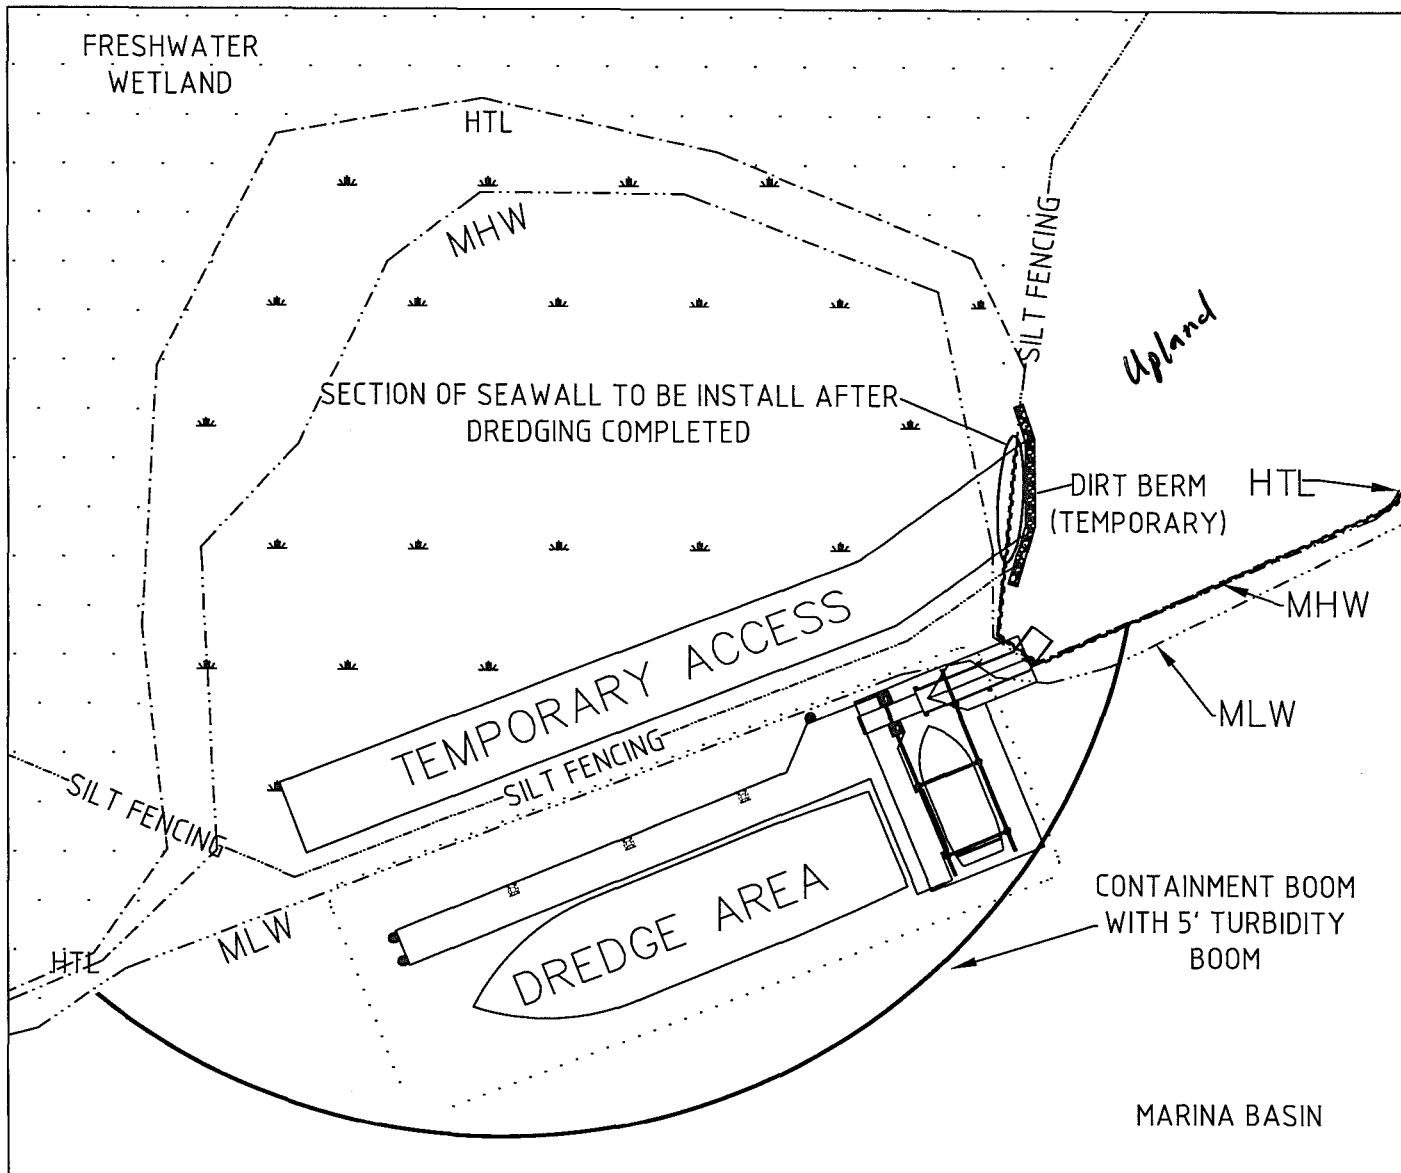 FRESHWATER
WETLAND
HTL
MHW
SILT FENCING
Upland
SECTION OF SEAWALL TO BE INSTALL AFTER
DREDGING COMPLETED
DIRT BERM
(TEMPORARY)
HTL
MHW
MLW
TEMPORARY ACCESS
SILT FENCING
SILT FENCING
DREDGE AREA
MLW
HTL
CONTAINMENT BOOM
WITH 5' TURBIDITY
BOOM
MARINA BASIN